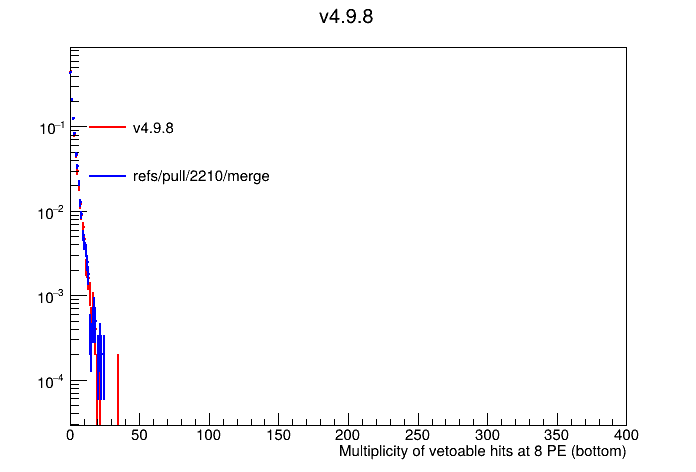 v4.9.8
10⁻¹
v4.9.8
refs/pull/2210/merge
10⁻²
10⁻³
10⁻⁴
0 50 100 150 200 250 300 350 400
Multiplicity of vetoable hits at 8 PE (bottom)